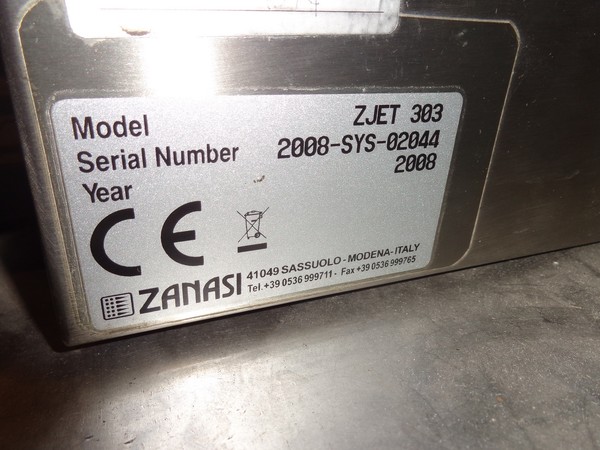 Model ZJET 303
Serial Number 2008-SYS-02044
Year 2008
CE
ZANASI
41049 SASSUOLO - MODENA- ITALY
Tel.+39 0536 999711 - Fax +39 0536 999765